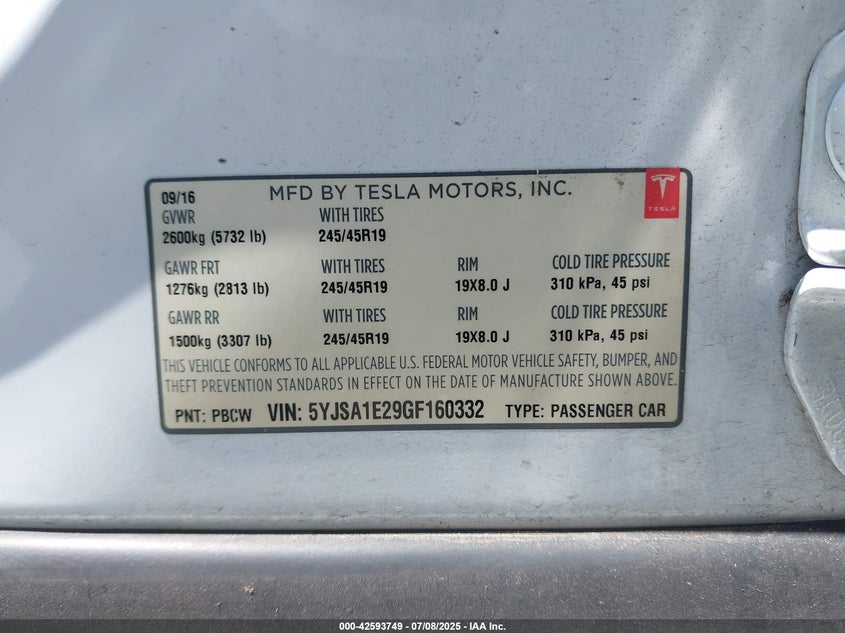 09/16 MFD BY TESLA MOTORS, INC.
TESLA
GVWR WITH TIRES
2600kg (5732 lb) 245/45R19
GAWR FRT WITH TIRES RIM COLD TIRE PRESSURE
1276kg (2813 lb) 245/45R19 19X8.0 J 310 kPa, 45 psi
GAWR RR WITH TIRES RIM COLD TIRE PRESSURE
1500kg (3307 lb) 245/45R19 19X8.0 J 310 kPa, 45 psi
THIS VEHICLE CONFORMS TO ALL APPLICABLE U.S. FEDERAL MOTOR VEHICLE SAFETY, BUMPER, AND
THEFT PREVENTION STANDARDS IN EFFECT ON THE DATE OF MANUFACTURE SHOWN ABOVE.
PNT: PBCW VIN: 5YJSA1E29GF160332 TYPE: PASSENGER CAR
000-42593749 - 07/08/2025 - IAA Inc.